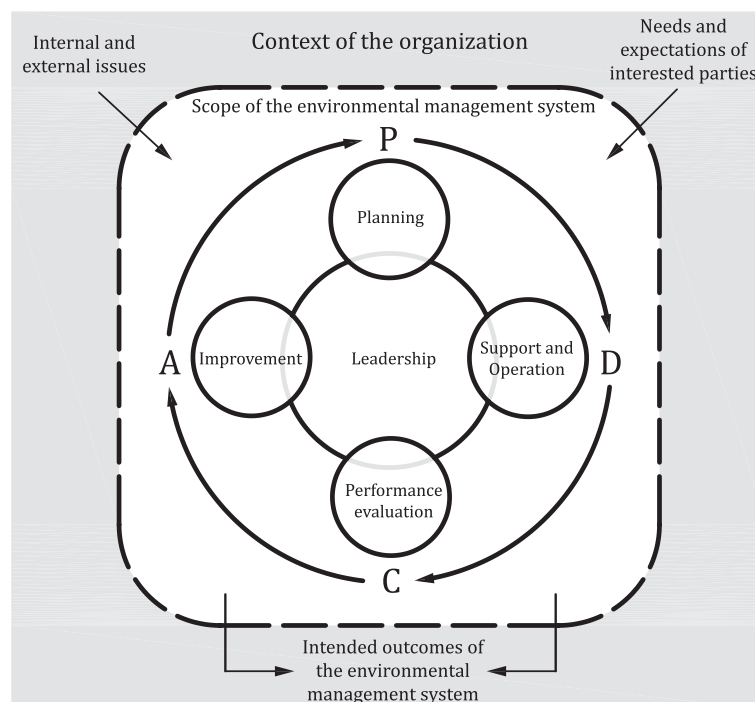 Context of the organization
Internal and
external issues
Needs and
expectations of
interested parties
Scope of the environmental management system
P
Planning
A
Improvement
Leadership
Support and
Operation
D
Performance
evaluation
C
Intended outcomes of
the environmental
management system